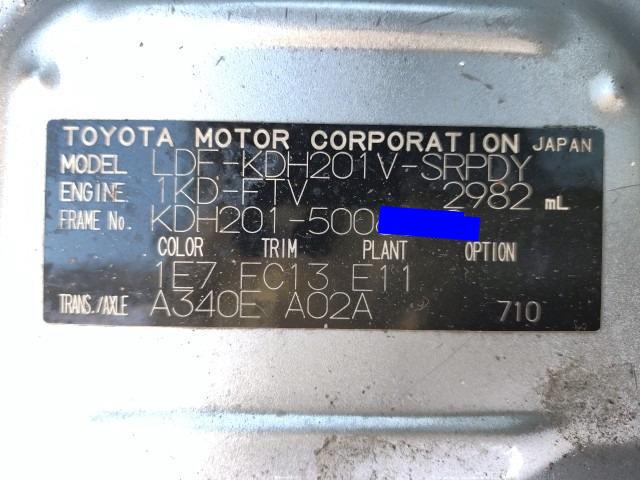 TOYOTA MOTOR CORPORATION JAPAN
MODEL LDF-KDH201V-SRPDY
ENGINE 1KD-FTV 2982 mL
FRAME No. KDH201-500
COLOR TRIM PLANT OPTION
1E7 FC13 E11
TRANS./AXLE A340E A02A 710